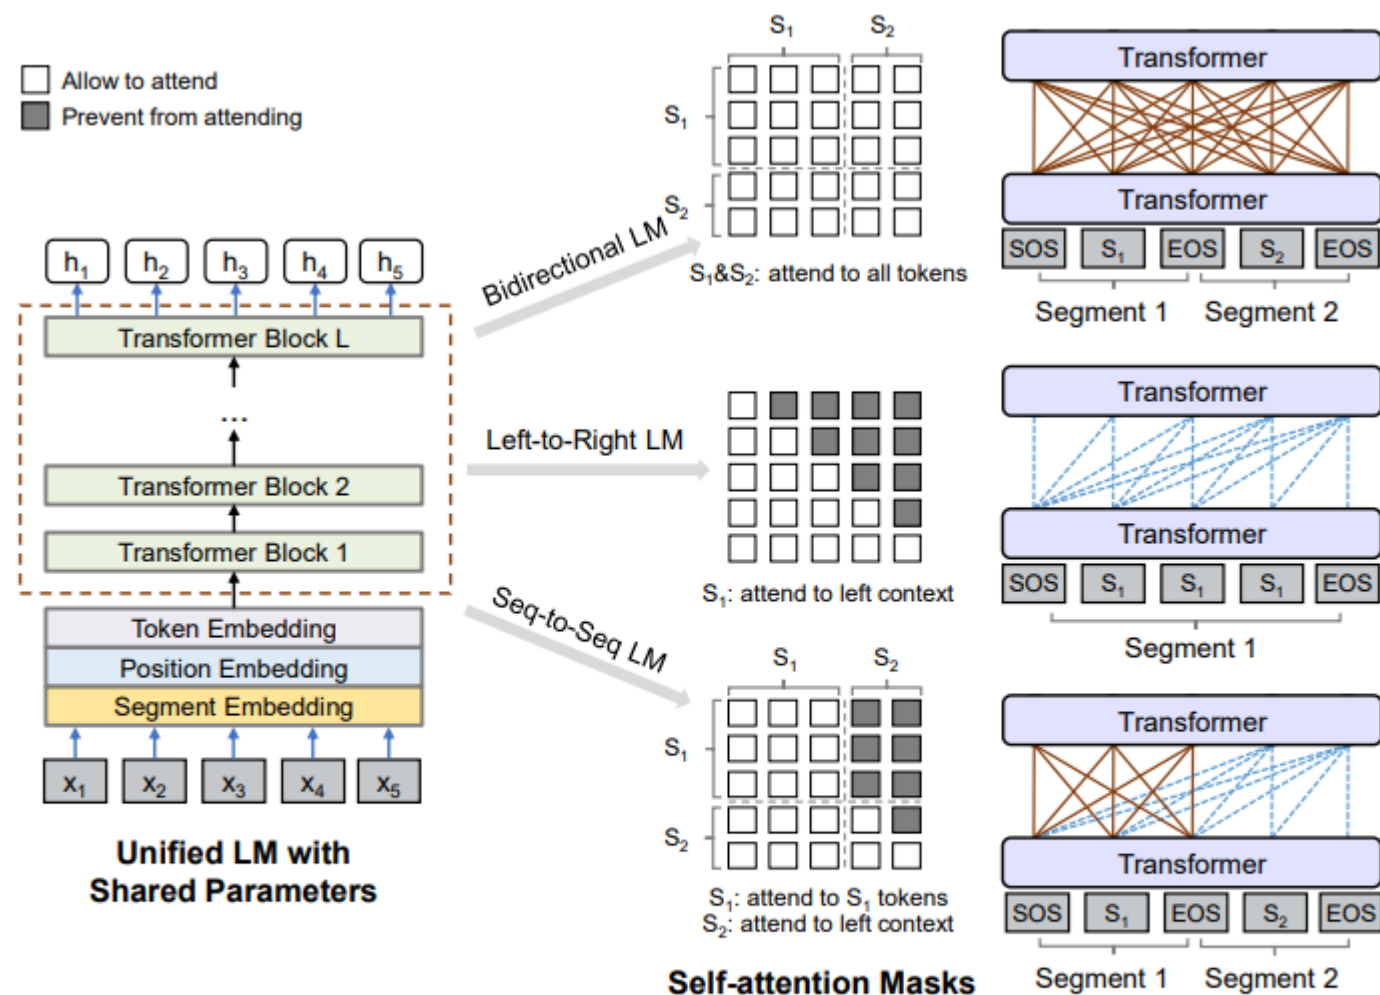 Allow to attend
Prevent from attending
h1 h2 h3 h4 h5
Transformer Block L
...
Transformer Block 2
Transformer Block 1
Token Embedding
Position Embedding
Segment Embedding
x1 x2 x3 x4 x5
Unified LM with
Shared Parameters
Bidirectional LM
Left-to-Right LM
Seq-to-Seq LM
S1 S2
S1
S2
S1&S2: attend to all tokens
S1: attend to left context
S1 S2
S1
S2
S1: attend to S1 tokens
S2: attend to left context
Self-attention Masks
Transformer
Transformer
SOS S1 EOS S2 EOS
Segment 1 Segment 2
Transformer
Transformer
SOS S1 S1 S1 EOS
Segment 1
Transformer
Transformer
SOS S1 EOS S2 EOS
Segment 1 Segment 2